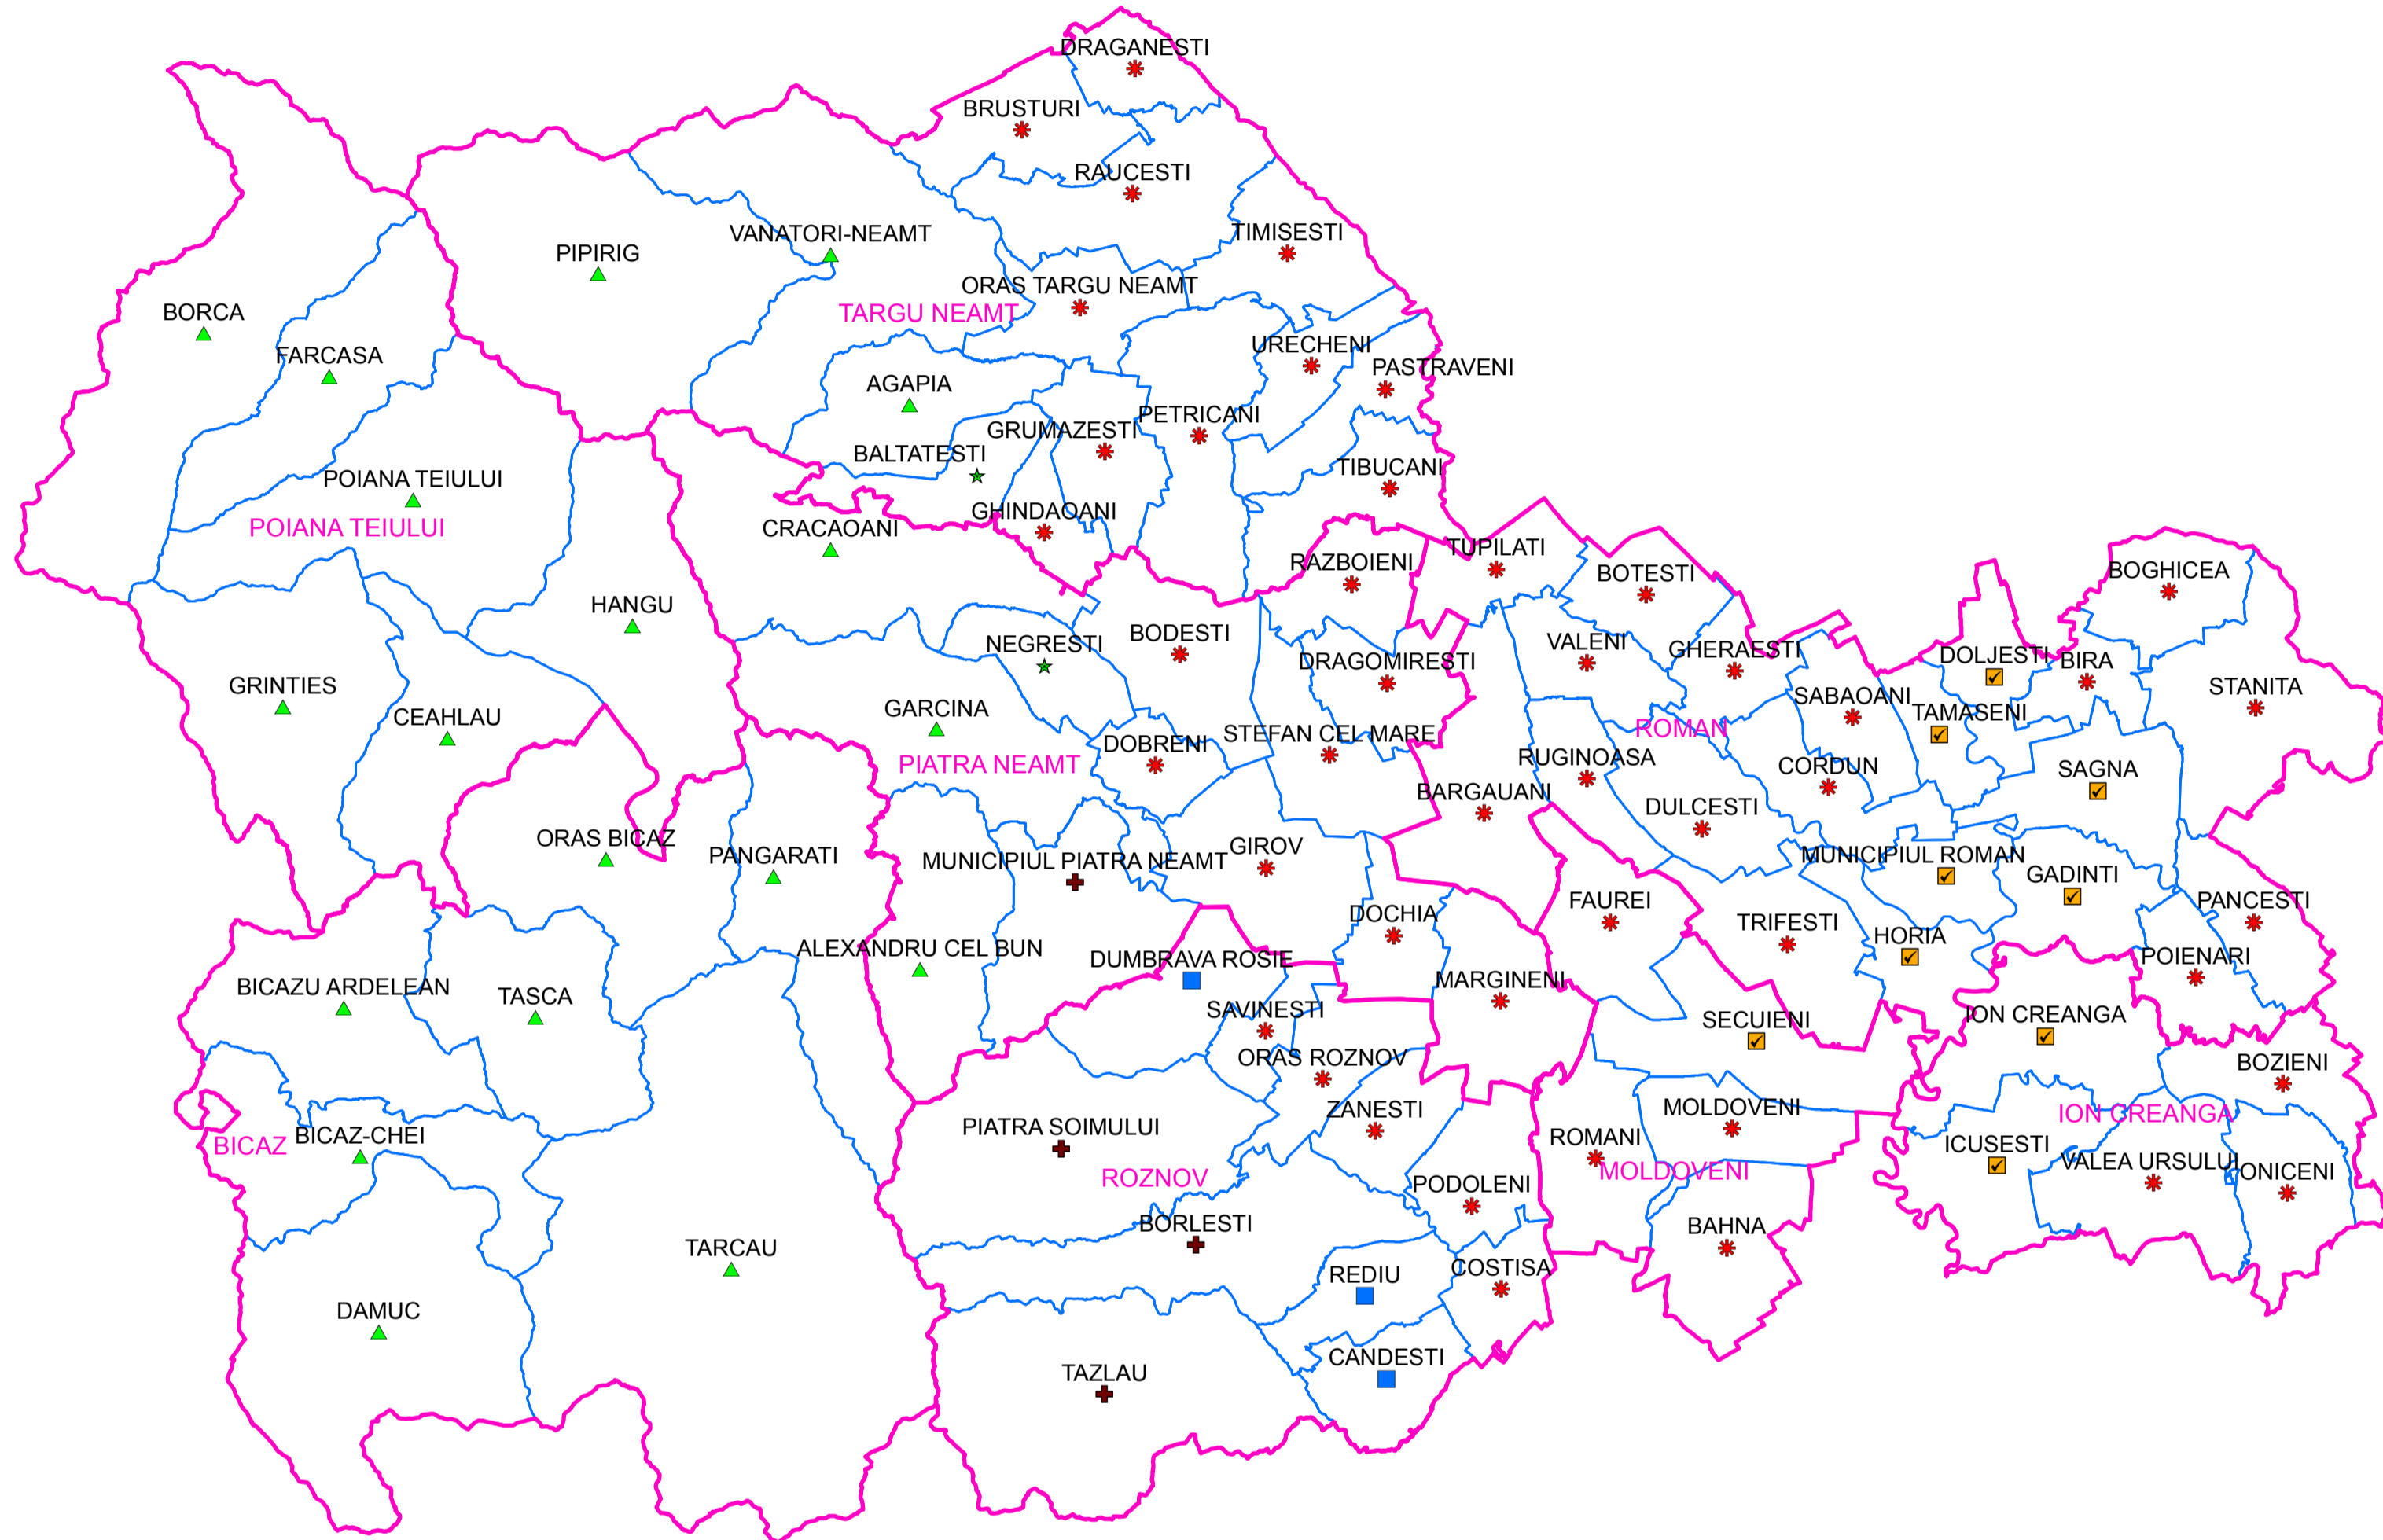 DRAGANESTI
BRUSTURI
RAUCESTI
VANATORI-NEAMT
TIMISESTI
PIPIRIG
ORAS TARGU NEAMT
BORCA
TARGU NEAMT
URECHENI
FARCASA
PASTRAVENI
AGAPIA
PETRICANI
GRUMAZESTI
BALTATESTI
TIBUCANI
POIANA TEIULUI
GHINDAOANI
POIANA TEIULUI
CRACAOANI
TUPILATI
RAZBOIENI
BOTESTI
BOGHICEA
HANGU
BODESTI
NEGRESTI
VALENI
GHERAESTI
DOLJESTI
BIRA
DRAGOMIRESTI
GRINTIES
STANITA
SABAOANI
GARCINA
TAMASENI
CEAHLAU
ROMAN
STEFAN CEL MARE
DOBRENI
RUGINOASA
PIATRA NEAMT
CORDUN
SAGNA
BARGAUANI
DULCESTI
ORAS BICAZ
GIROV
PANGARATI
MUNICIPIUL ROMAN
MUNICIPIUL PIATRA NEAMT
GADINTI
FAUREI
PANCESTI
DOCHIA
TRIFESTI
HORIA
ALEXANDRU CEL BUN
POIENARI
DUMBRAVA ROSIE
MARGINENI
BICAZU ARDELEAN
TASCA
SAVINESTI
ION CREANGA
SECUIENI
ORAS ROZNOV
BOZIENI
MOLDOVENI
ZANESTI
ION CREANGA
PIATRA SOIMULUI
BICAZ-CHEI
ROMANI
BICAZ
ICUSESTI
VALEA URSULUI
MOLDOVENI
ONICENI
ROZNOV
PODOLENI
BORLESTI
BAHNA
TARCAU
COSTISA
REDIU
DAMUC
CANDESTI
TAZLAU